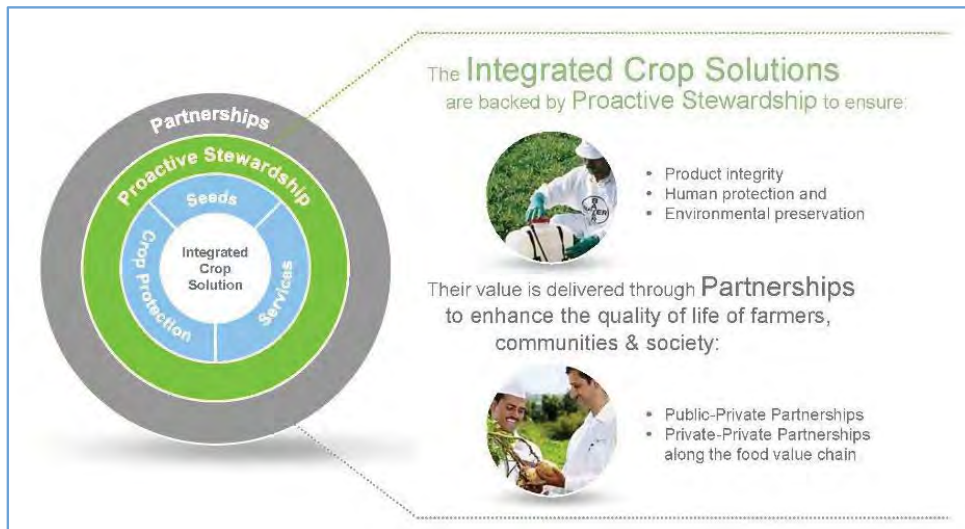 Partnerships
Proactive Stewardship
Seeds
Crop Protection
Services
Integrated
Crop
Solution
The Integrated Crop Solutions
are backed by Proactive Stewardship to ensure:
BAYER
• Product integrity
• Human protection and
• Environmental preservation
Their value is delivered through Partnerships
to enhance the quality of life of farmers,
communities & society:
• Public-Private Partnerships
• Private-Private Partnerships
along the food value chain